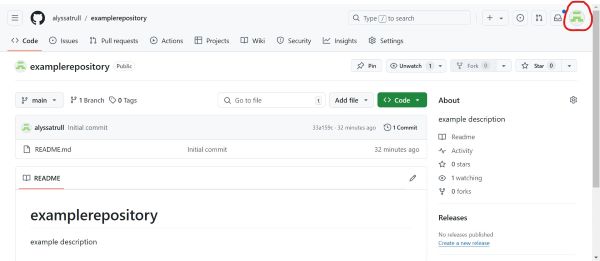 alyssatrull / examplerepository
Type / to search
Code Issues Pull requests Actions Projects Wiki Security Insights Settings
examplerepository Public
Pin Unwatch 1 Fork 0 Star 0
main 1 Branch 0 Tags
Go to file t
Add file Code
alyssatrull Initial commit 33a159c · 32 minutes ago 1 Commit
README.md Initial commit 32 minutes ago
README
examplerepository
example description
About
example description
Readme
Activity
0 stars
1 watching
0 forks
Releases
No releases published
Create a new release